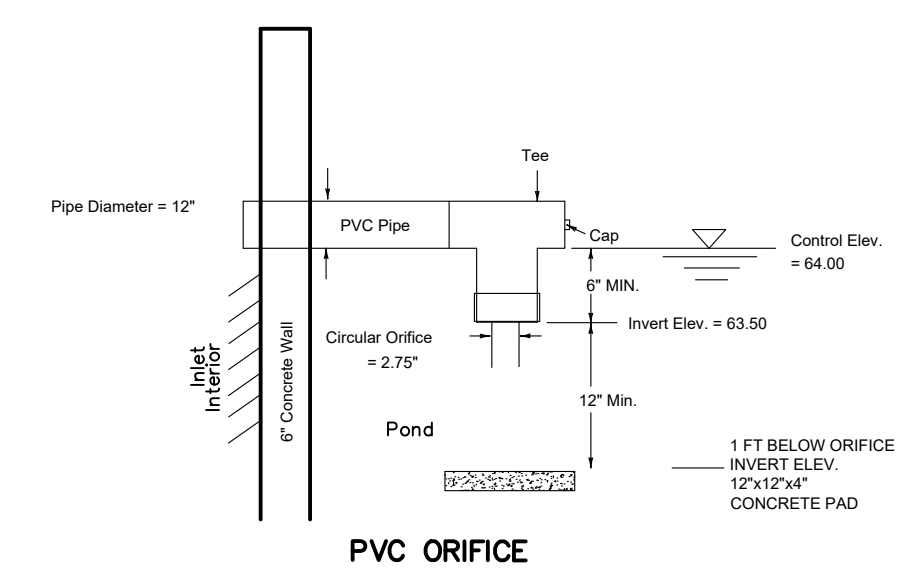 Tee
Pipe Diameter = 12"
PVC Pipe
Cap
Control Elev.
= 64.00
6" MIN.
Invert Elev. = 63.50
Circular Orifice
= 2.75"
Inlet
Interior
6" Concrete Wall
12" Min.
Pond
1 FT BELOW ORIFICE
INVERT ELEV.
12"x12"x4"
CONCRETE PAD
PVC ORIFICE